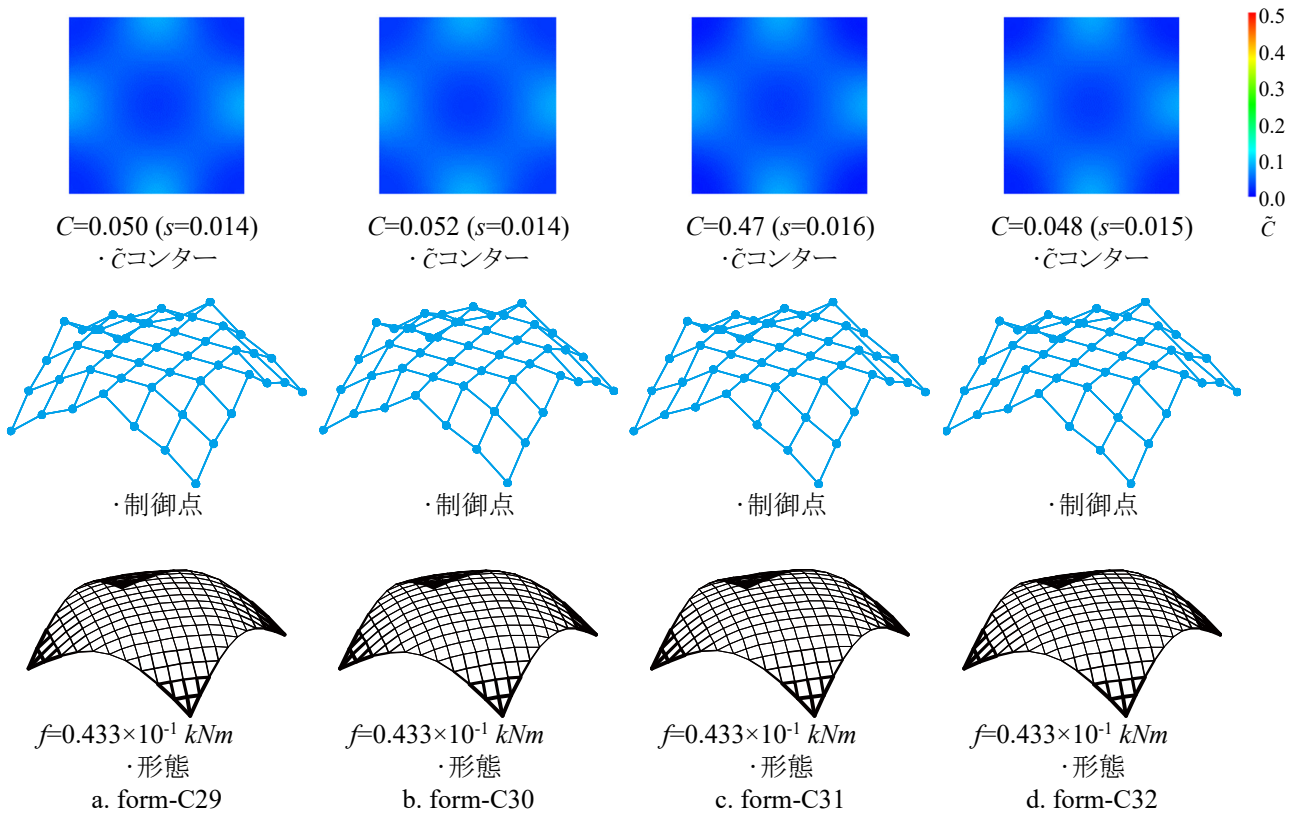 0.5
0.4
0.3
0.2
0.1
0.0
C̃
C=0.050 (s=0.014)
C=0.052 (s=0.014)
C=0.47 (s=0.016)
C=0.048 (s=0.015)
・C̃コンター
・C̃コンター
・C̃コンター
・C̃コンター
・制御点
・制御点
・制御点
・制御点
f=0.433×10⁻¹ kNm
f=0.433×10⁻¹ kNm
f=0.433×10⁻¹ kNm
f=0.433×10⁻¹ kNm
・形態
・形態
・形態
・形態
a. form-C29
b. form-C30
c. form-C31
d. form-C32